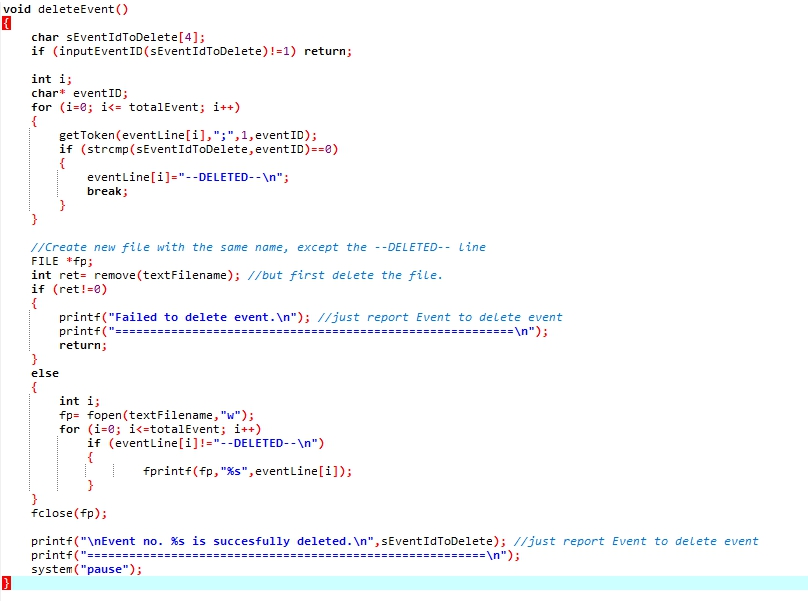 void deleteEvent()
{
char sEventIdToDelete[4];
if (inputEventID(sEventIdToDelete)!=1) return;
int i;
char* eventID;
for (i=0; i<= totalEvent; i++)
{
getToken(eventLine[i],";",1,eventID);
if (strcmp(sEventIdToDelete,eventID)==0)
{
eventLine[i]="--DELETED--\n";
break;
}
}
//Create new file with the same name, except the --DELETED-- line
FILE *fp;
int ret= remove(textFilename); //but first delete the file.
if (ret!=0)
{
printf("Failed to delete event.\n"); //just report Event to delete event
printf("=========================================================\n");
return;
}
else
{
int i;
fp= fopen(textFilename,"w");
for (i=0; i<=totalEvent; i++)
if (eventLine[i]!="--DELETED--\n")
{
fprintf(fp,"%s",eventLine[i]);
}
}
fclose(fp);
printf("\nEvent no. %s is succesfully deleted.\n",sEventIdToDelete); //just report Event to delete event
printf("=========================================================\n");
system("pause");
}